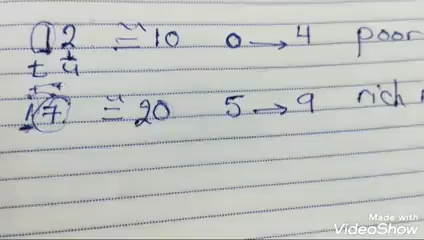 12 ≅ 10 0 → 4 poor
t u
17 ≅ 20 5 → 9 rich
Made with
VideoShow